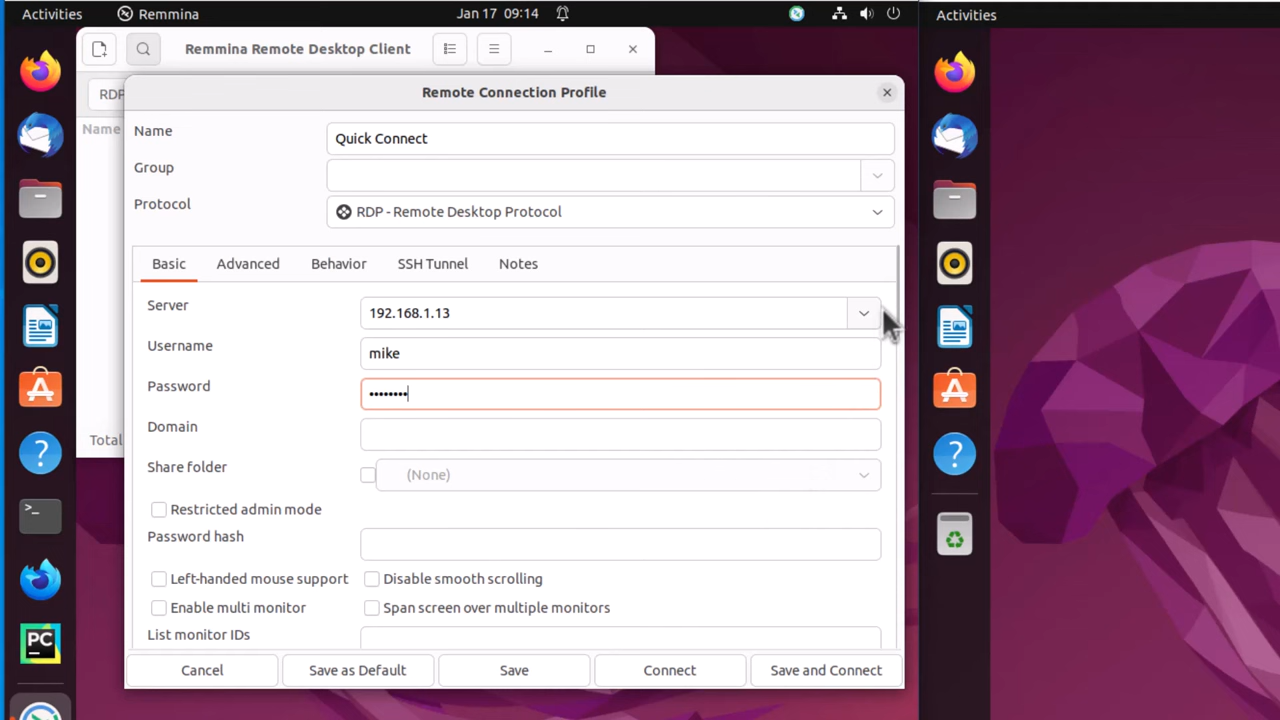 Activities
Remmina
Jan 17 09:14
Activities
Remmina Remote Desktop Client
RDP
Name
Total
Remote Connection Profile
Name
Quick Connect
Group
Protocol
RDP - Remote Desktop Protocol
Basic
Advanced
Behavior
SSH Tunnel
Notes
Server
192.168.1.13
Username
mike
Password
••••••••
Domain
Share folder
(None)
Restricted admin mode
Password hash
Left-handed mouse support
Disable smooth scrolling
Enable multi monitor
Span screen over multiple monitors
List monitor IDs
Cancel
Save as Default
Save
Connect
Save and Connect
>_
PC